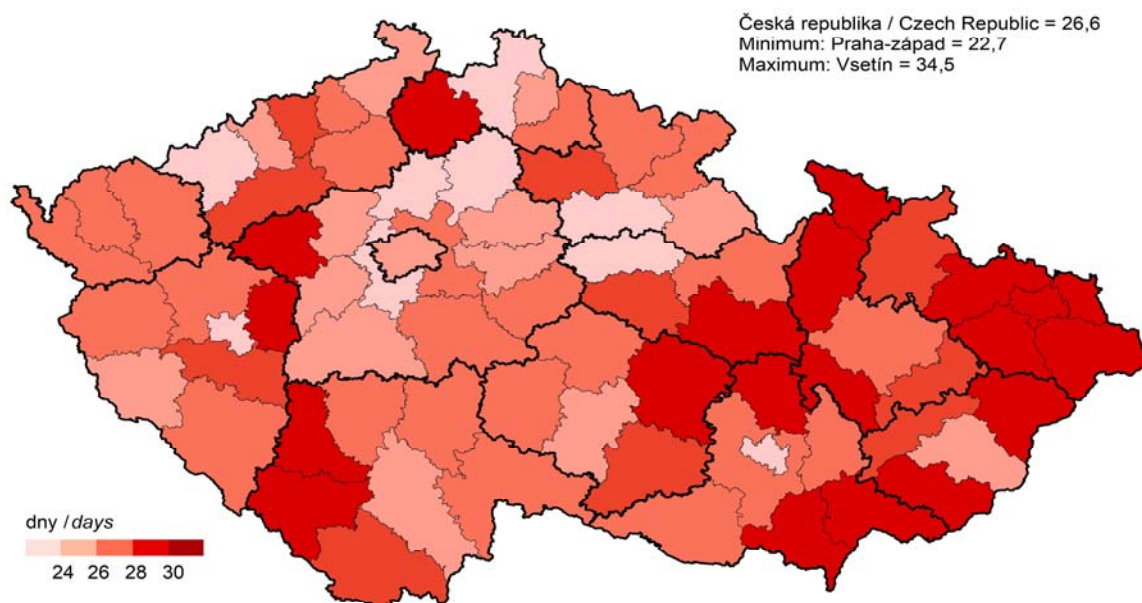 Česká republika / Czech Republic = 26,6
Minimum: Praha-západ = 22,7
Maximum: Vsetín = 34,5
dny / days
24 26 28 30